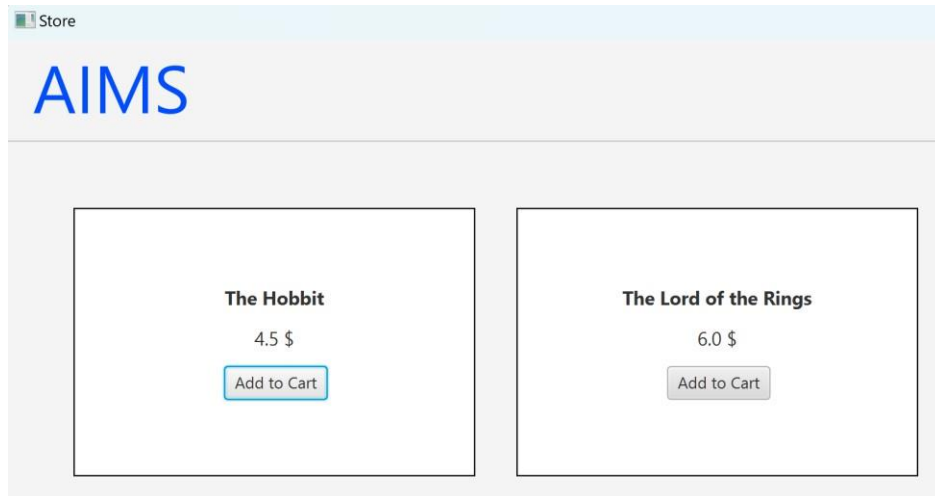 Store
AIMS
The Hobbit
4.5 $
Add to Cart
The Lord of the Rings
6.0 $
Add to Cart